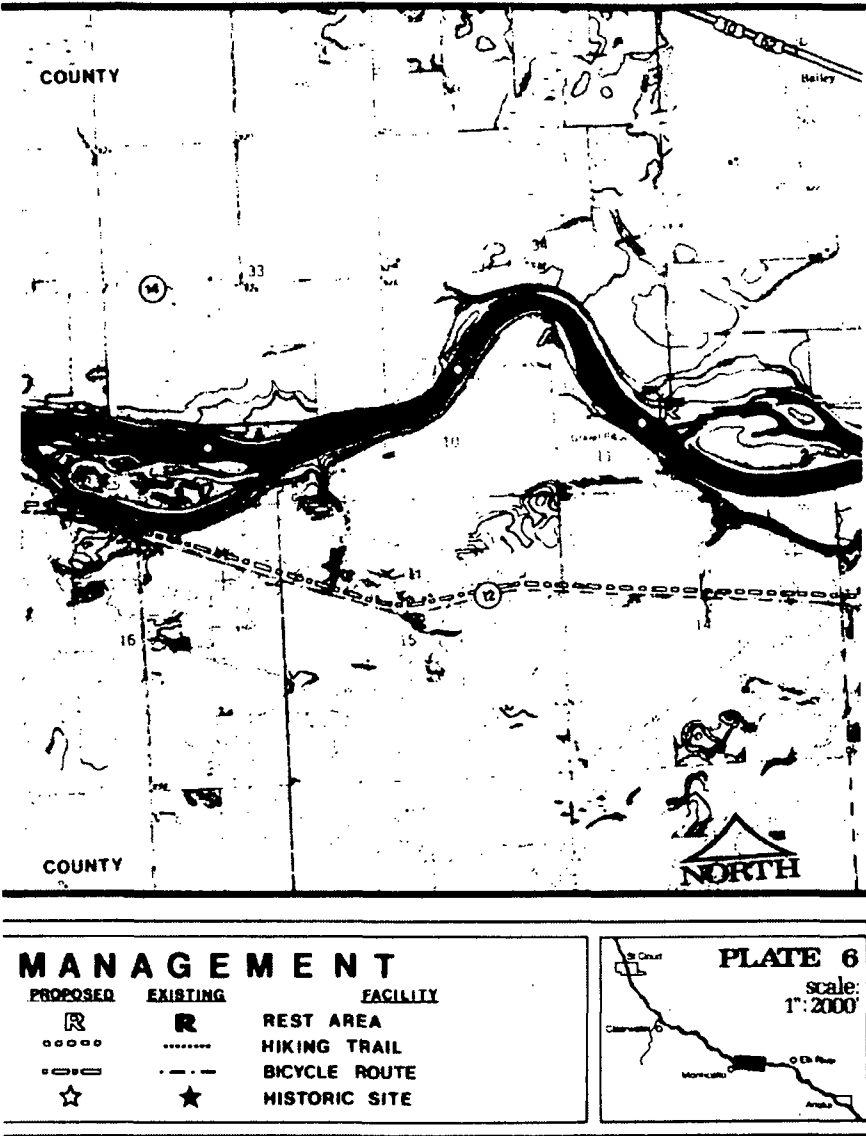 COUNTY
Bailey
33
34
14
10
11
12
15
16
COUNTY
NORTH
MANAGEMENT
PROPOSED EXISTING FACILITY
R R REST AREA
HIKING TRAIL
BICYCLE ROUTE
☆ ★ HISTORIC SITE
PLATE 6
scale:
1":2000'
St Cloud
Clearwater
Monticello
Elk River
Anoka